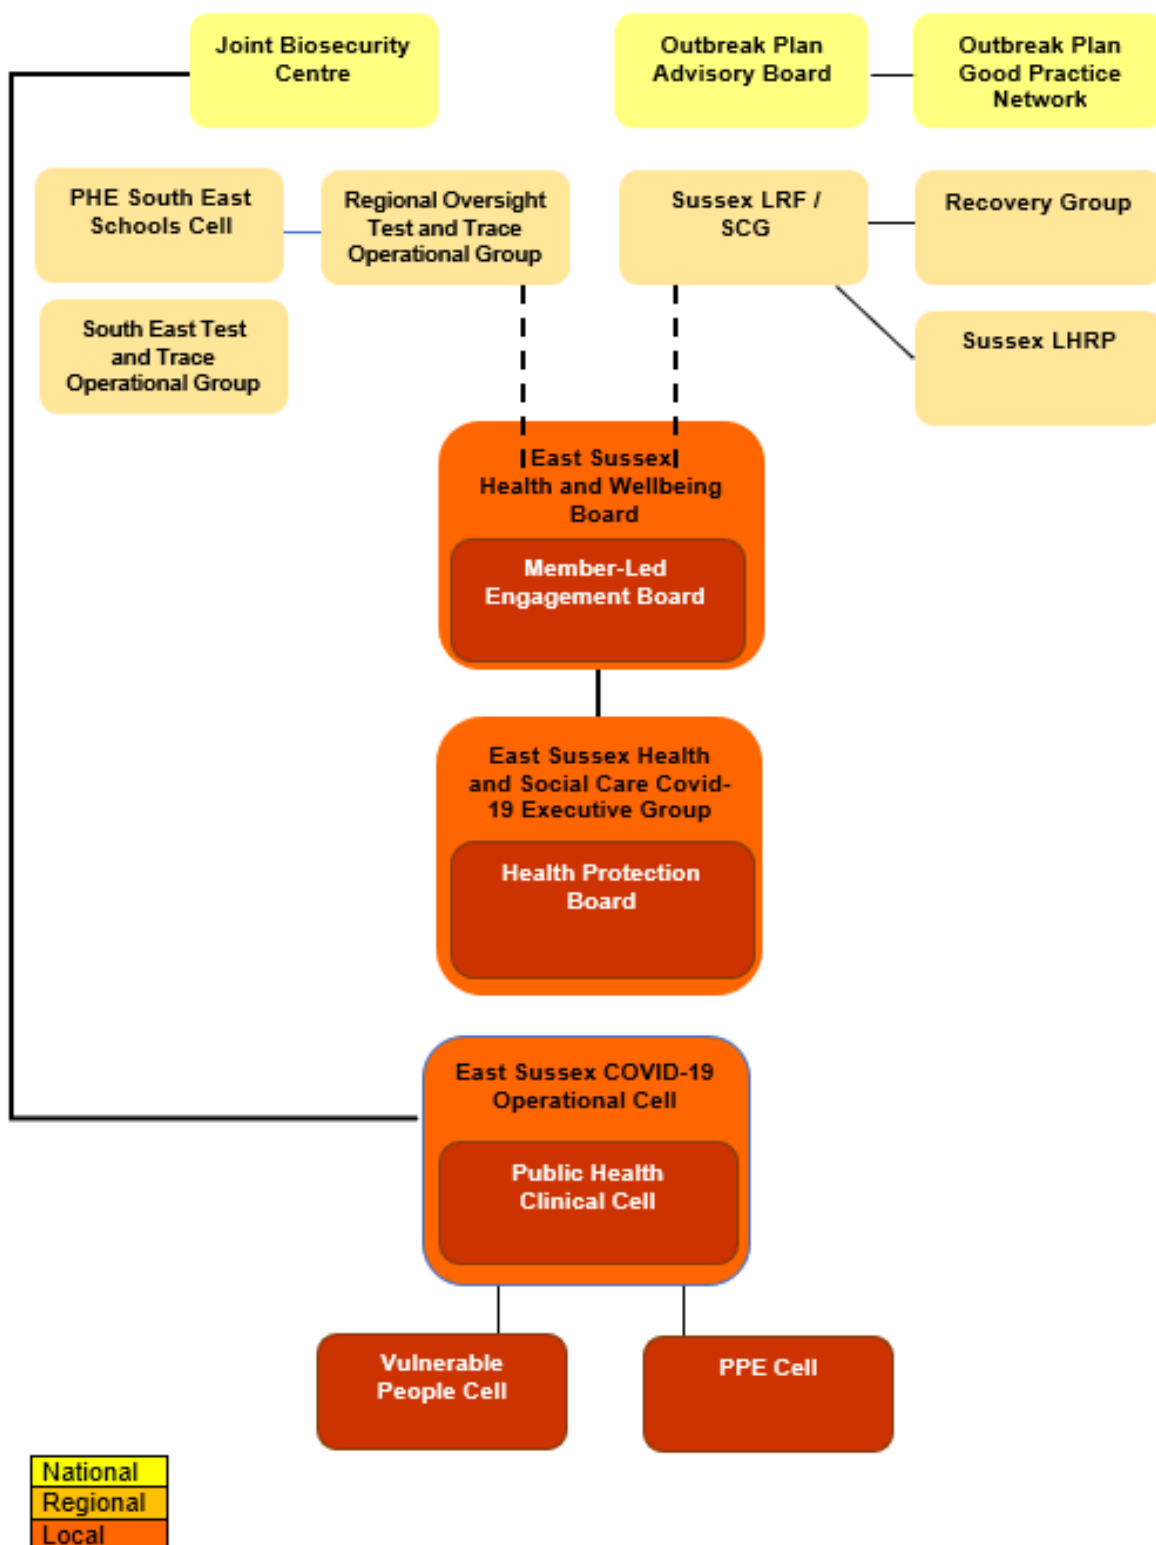 Joint Biosecurity
Centre
Outbreak Plan
Advisory Board
Outbreak Plan
Good Practice
Network
PHE South East
Schools Cell
Regional Oversight
Test and Trace
Operational Group
Sussex LRF /
SCG
Recovery Group
South East Test
and Trace
Operational Group
Sussex LHRP
East Sussex
Health and Wellbeing
Board
Member-Led
Engagement Board
East Sussex Health
and Social Care Covid-
19 Executive Group
Health Protection
Board
East Sussex COVID-19
Operational Cell
Public Health
Clinical Cell
Vulnerable
People Cell
PPE Cell
National
Regional
Local